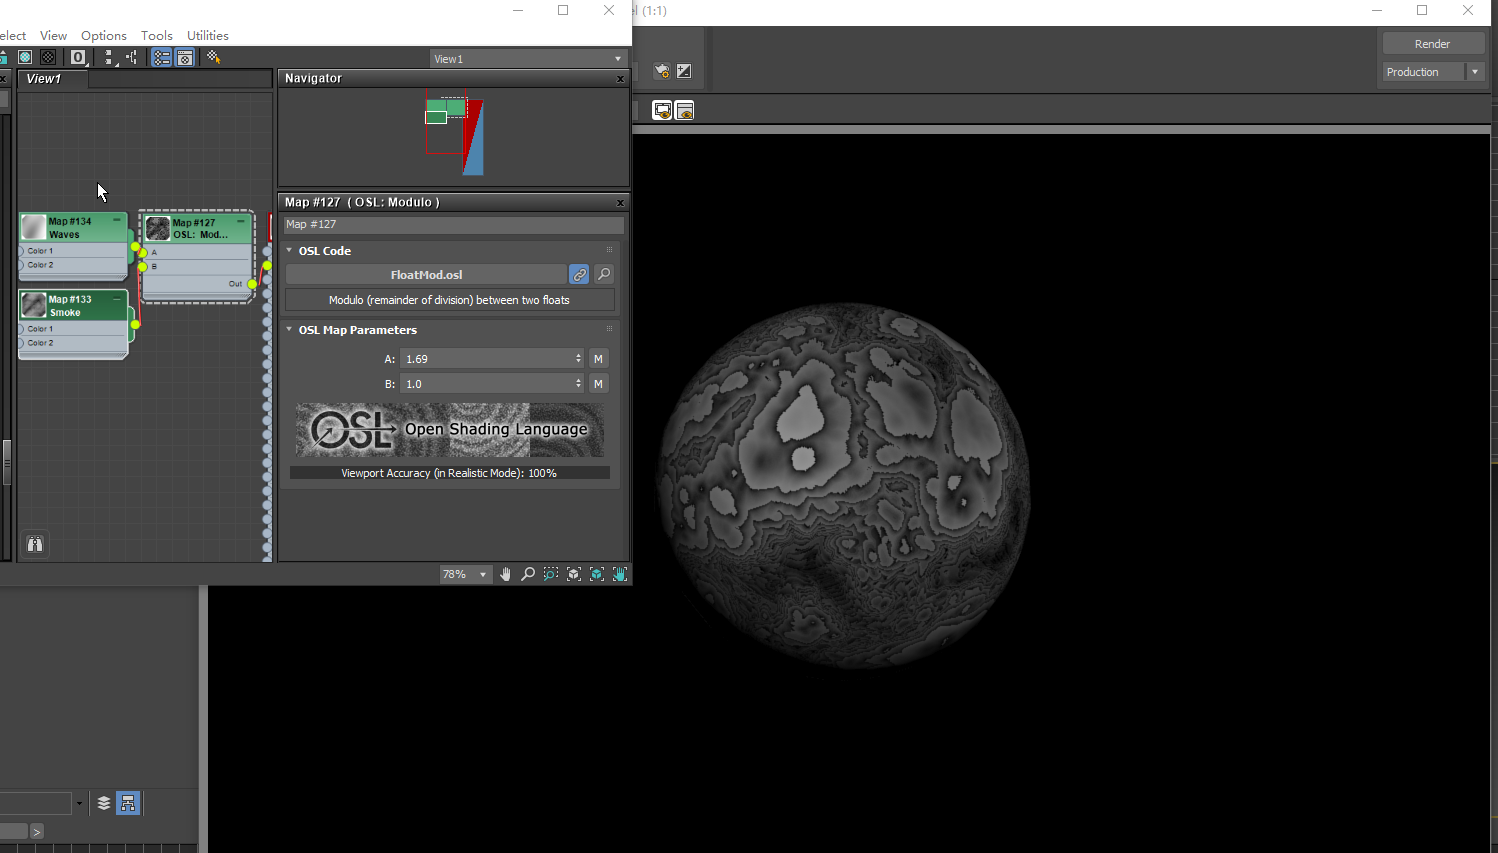 el (1:1)
elect View Options Tools Utilities
Render
Production
0
View1
View1
Navigator
Map #134
Waves
Color 1
Color 2
Map #127
OSL: Mod...
A
B
Out
Map #133
Smoke
Color 1
Color 2
Map #127 ( OSL: Modulo )
Map #127
OSL Code
FloatMod.osl
Modulo (remainder of division) between two floats
OSL Map Parameters
A: 1.69 M
B: 1.0 M
OSL Open Shading Language
Viewport Accuracy (in Realistic Mode): 100%
78%
>